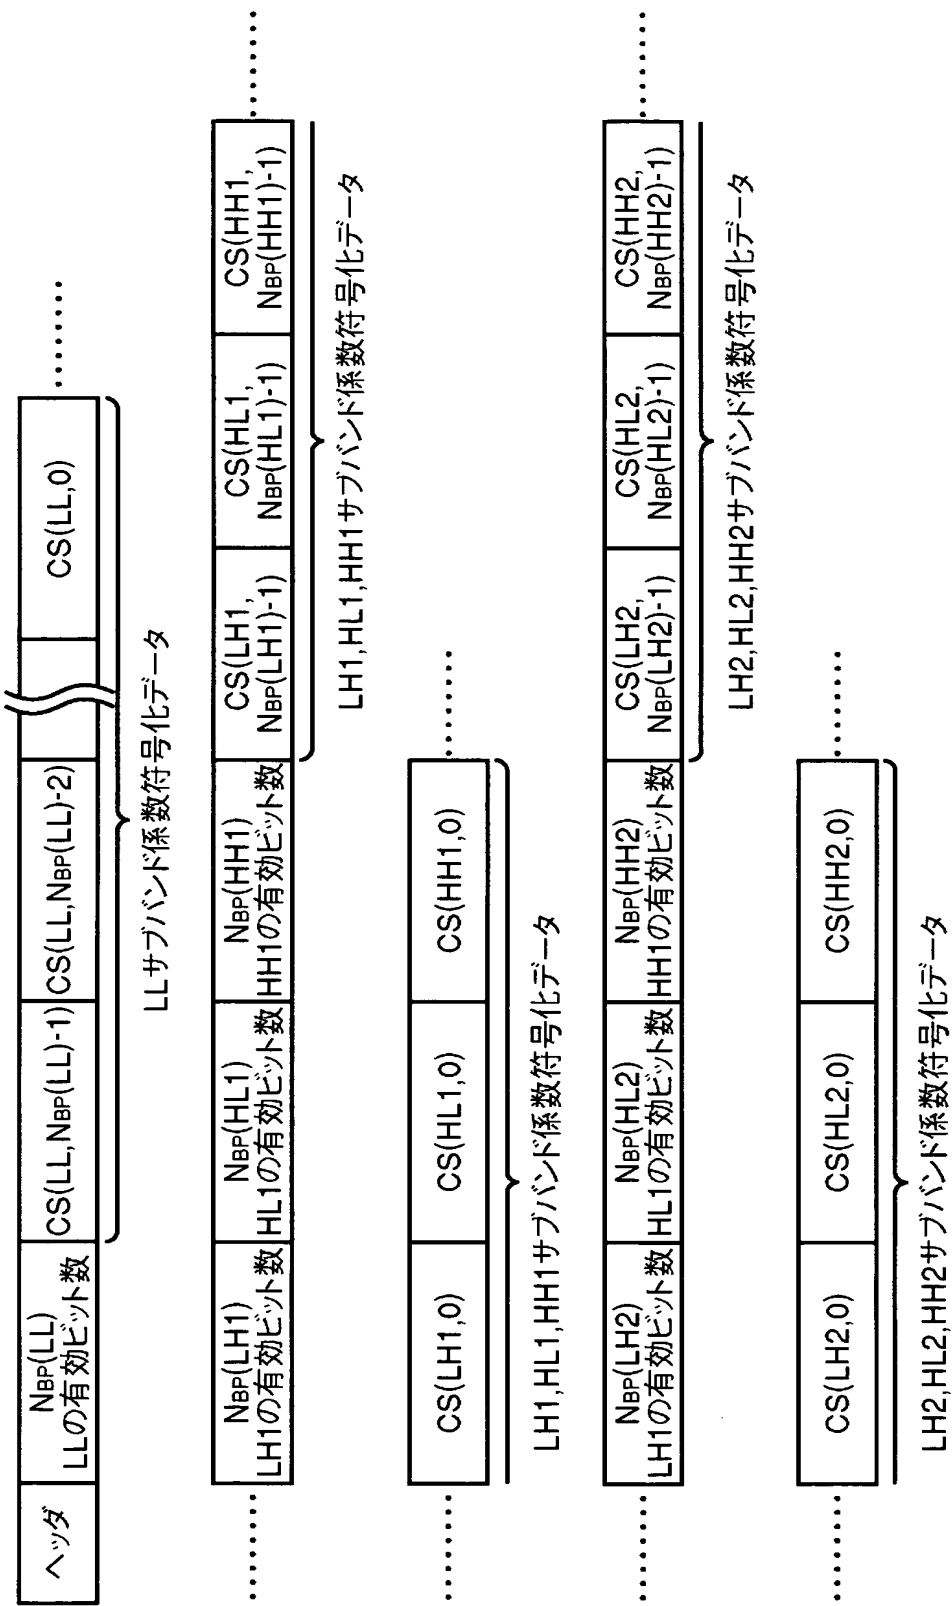 ヘッダ
NBP(LL)
LLの有効ビット数
CS(LL,NBP(LL)-1)
CS(LL,NBP(LL)-2)
CS(LL,0)
........
LLサブバンド係数符号化データ
........
NBP(LH1)
LH1の有効ビット数
NBP(HL1)
HL1の有効ビット数
NBP(HH1)
HH1の有効ビット数
CS(LH1,
NBP(LH1)-1)
CS(HL1,
NBP(HL1)-1)
CS(HH1,
NBP(HH1)-1)
........
LH1,HL1,HH1サブバンド係数符号化データ
........
CS(LH1,0)
CS(HL1,0)
CS(HH1,0)
........
LH1,HL1,HH1サブバンド係数符号化データ
........
NBP(LH2)
LH1の有効ビット数
NBP(HL2)
HL1の有効ビット数
NBP(HH2)
HH1の有効ビット数
CS(LH2,
NBP(LH2)-1)
CS(HL2,
NBP(HL2)-1)
CS(HH2,
NBP(HH2)-1)
........
LH2,HL2,HH2サブバンド係数符号化データ
........
CS(LH2,0)
CS(HL2,0)
CS(HH2,0)
........
LH2,HL2,HH2サブバンド係数符号化データ